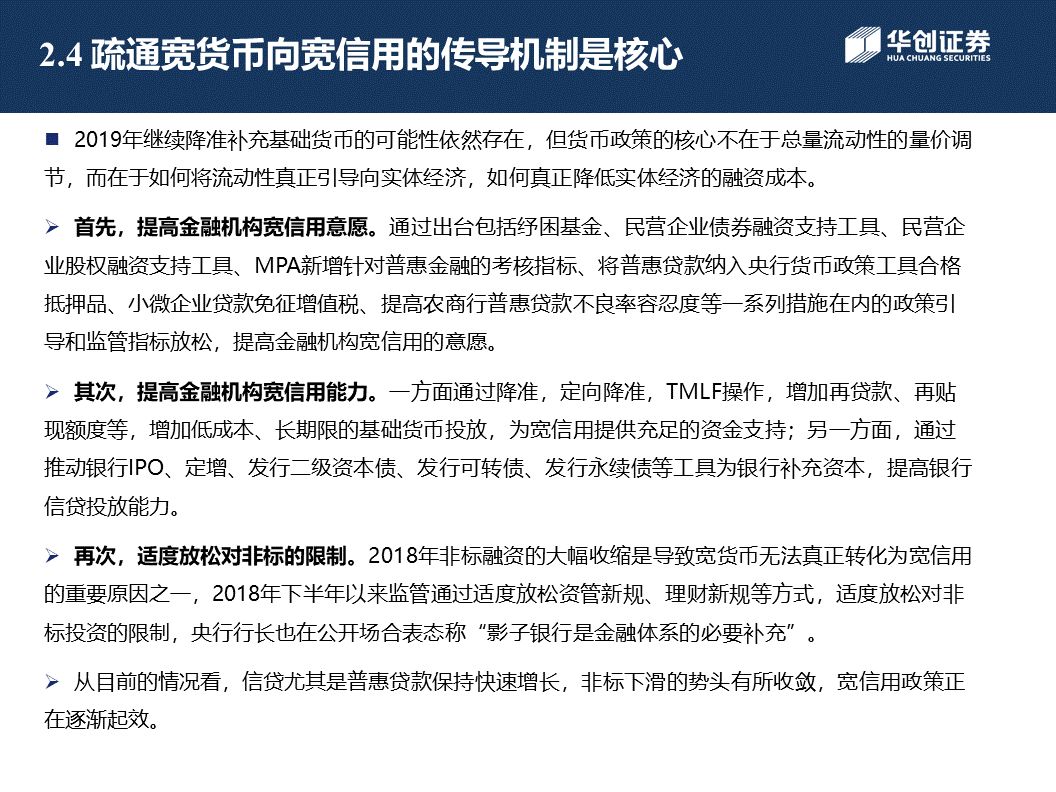 2.4 疏通宽货币向宽信用的传导机制是核心
华创证券
HUA CHUANG SECURITIES
■ 2019年继续降准补充基础货币的可能性依然存在，但货币政策的核心不在于总量流动性的量价调
节，而在于如何将流动性真正引导向实体经济，如何真正降低实体经济的融资成本。
➢ 首先，提高金融机构宽信用意愿。通过出台包括纾困基金、民营企业债券融资支持工具、民营企
业股权融资支持工具、MPA新增针对普惠金融的考核指标、将普惠贷款纳入央行货币政策工具合格
抵押品、小微企业贷款免征增值税、提高农商行普惠贷款不良率容忍度等一系列措施在内的政策引
导和监管指标放松，提高金融机构宽信用的意愿。
➢ 其次，提高金融机构宽信用能力。一方面通过降准，定向降准，TMLF操作，增加再贷款、再贴
现额度等，增加低成本、长期限的基础货币投放，为宽信用提供充足的资金支持；另一方面，通过
推动银行IPO、定增、发行二级资本债、发行可转债、发行永续债等工具为银行补充资本，提高银行
信贷投放能力。
➢ 再次，适度放松对非标的限制。2018年非标融资的大幅收缩是导致宽货币无法真正转化为宽信用
的重要原因之一，2018年下半年以来监管通过适度放松资管新规、理财新规等方式，适度放松对非
标投资的限制，央行行长也在公开场合表态称“影子银行是金融体系的必要补充”。
➢ 从目前的情况看，信贷尤其是普惠贷款保持快速增长，非标下滑的势头有所收敛，宽信用政策正
在逐渐起效。